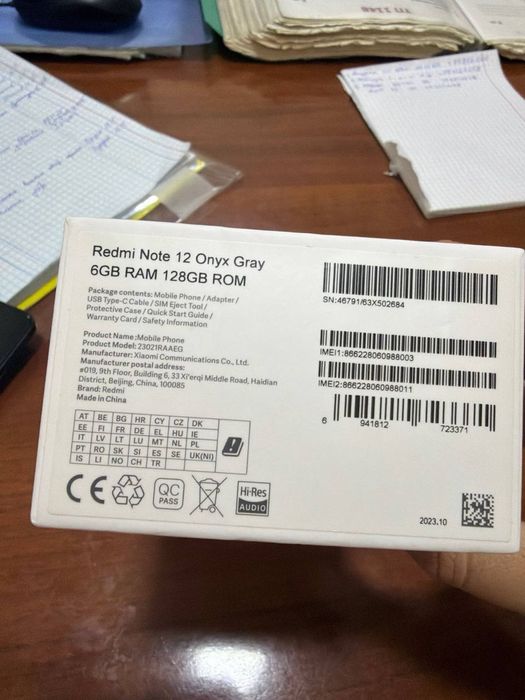 Redmi Note 12 Onyx Gray
6GB RAM 128GB ROM
Package contents: Mobile Phone / Adapter /
USB Type-C Cable / SIM Eject Tool /
Protective Case / Quick Start Guide /
Warranty Card / Safety Information
Product Name:Mobile Phone
Product Model: 23021RAAEG
Manufacturer: Xiaomi Communications Co., Ltd.
Manufacturer postal address:
#019, 9th Floor, Building 6, 33 Xi'erqi Middle Road, Haidian
District, Beijing, China, 100085
Brand: Redmi
Made in China
AT BE BG HR CY CZ DK
EE FI FR DE EL HU IE
IT LV LT LU MT NL PL
PT RO SK SI ES SE UK(NI)
IS LI NO CH TR
CE
QC
PASS
Hi-Res
AUDIO
SN:46791/63X502684
IMEI1:866228060988003
IMEI2:866228060988011
6 941812 723371
2023.10